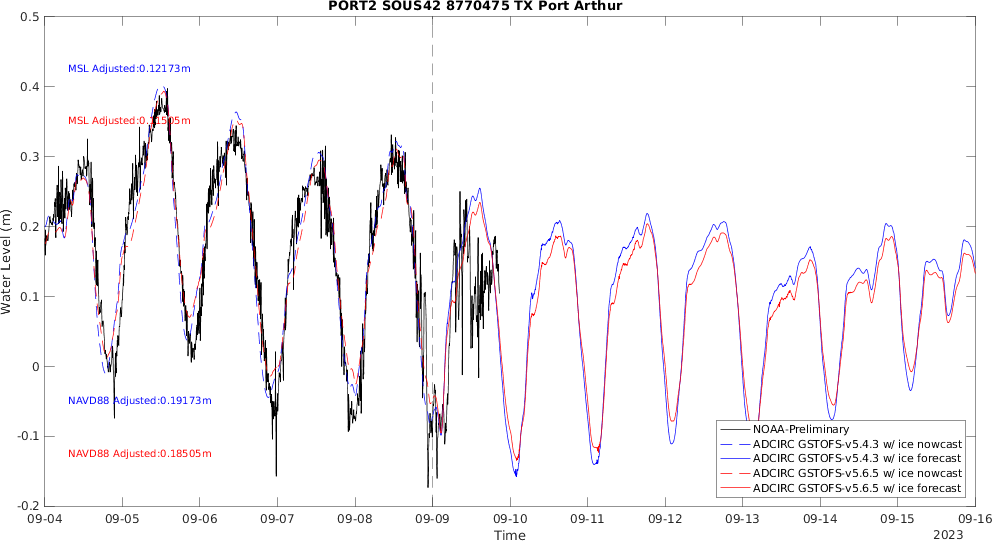 PORT2 SOUS42 8770475 TX Port Arthur
0.5
0.4
0.3
0.2
0.1
0
-0.1
-0.2
Water Level (m)
MSL Adjusted:0.12173m
MSL Adjusted:0.11505m
NAVD88 Adjusted:0.19173m
NAVD88 Adjusted:0.18505m
NOAA-Preliminary
ADCIRC GSTOFS-v5.4.3 w/ ice nowcast
ADCIRC GSTOFS-v5.4.3 w/ ice forecast
ADCIRC GSTOFS-v5.6.5 w/ ice nowcast
ADCIRC GSTOFS-v5.6.5 w/ ice forecast
09-04 09-05 09-06 09-07 09-08 09-09 09-10 09-11 09-12 09-13 09-14 09-15 09-16
Time
2023